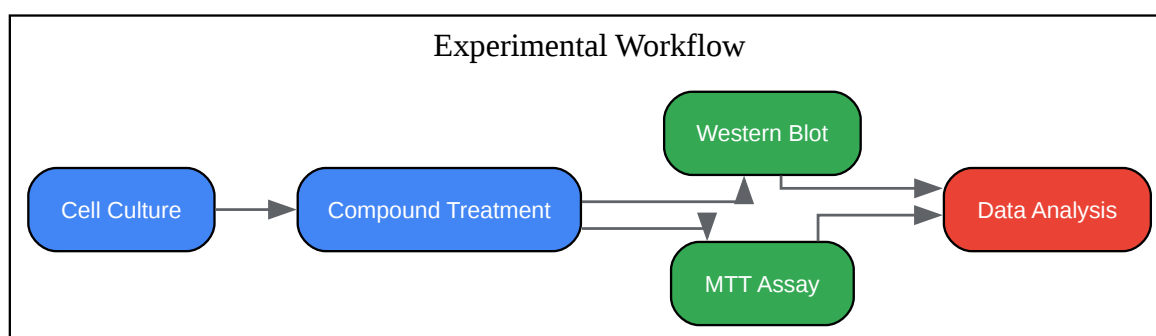 Experimental Workflow
Western Blot
Cell Culture
Compound Treatment
Data Analysis
MTT Assay